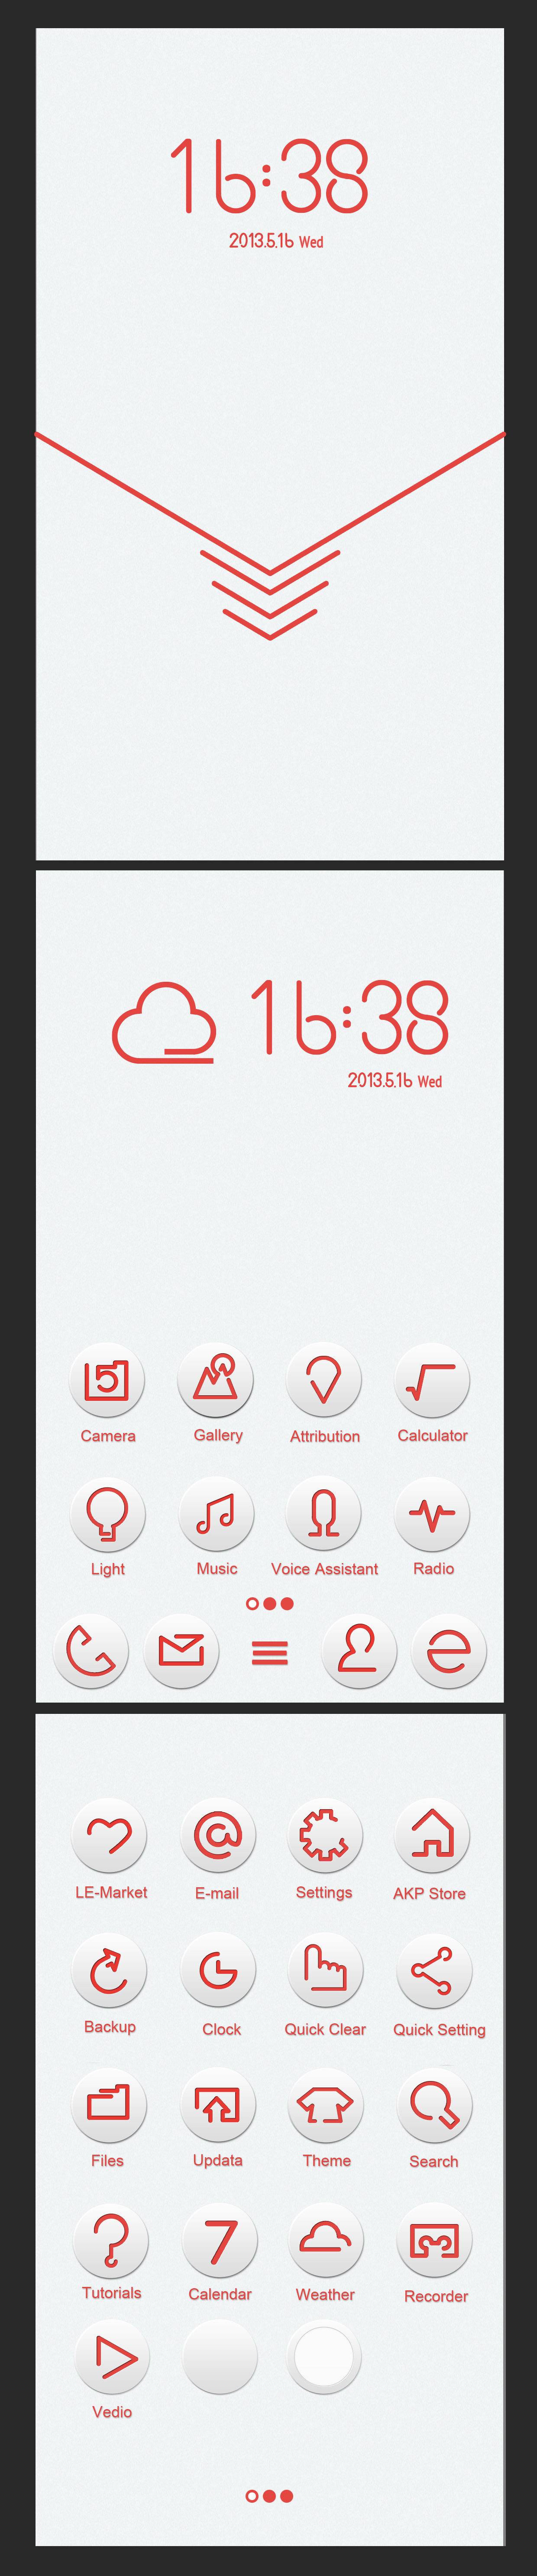 16:38
2013.5.16 Wed
16:38
2013.5.16 Wed
Camera Gallery Attribution Calculator
Light Music Voice Assistant Radio
LE-Market E-mail Settings AKP Store
Backup Clock Quick Clear Quick Setting
Files Updata Theme Search
7
Tutorials Calendar Weather Recorder
Vedio